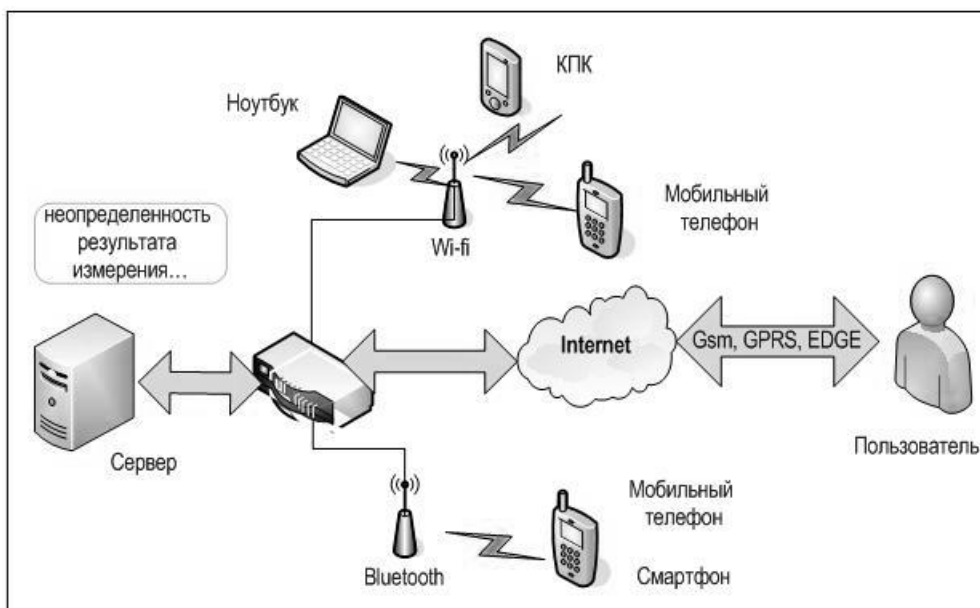 КПК
Ноутбук
Мобильный
телефон
Wi-fi
неопределенность
результата
измерения...
Internet
Gsm, GPRS, EDGE
Сервер
Пользователь
Мобильный
телефон
Bluetooth
Смартфон